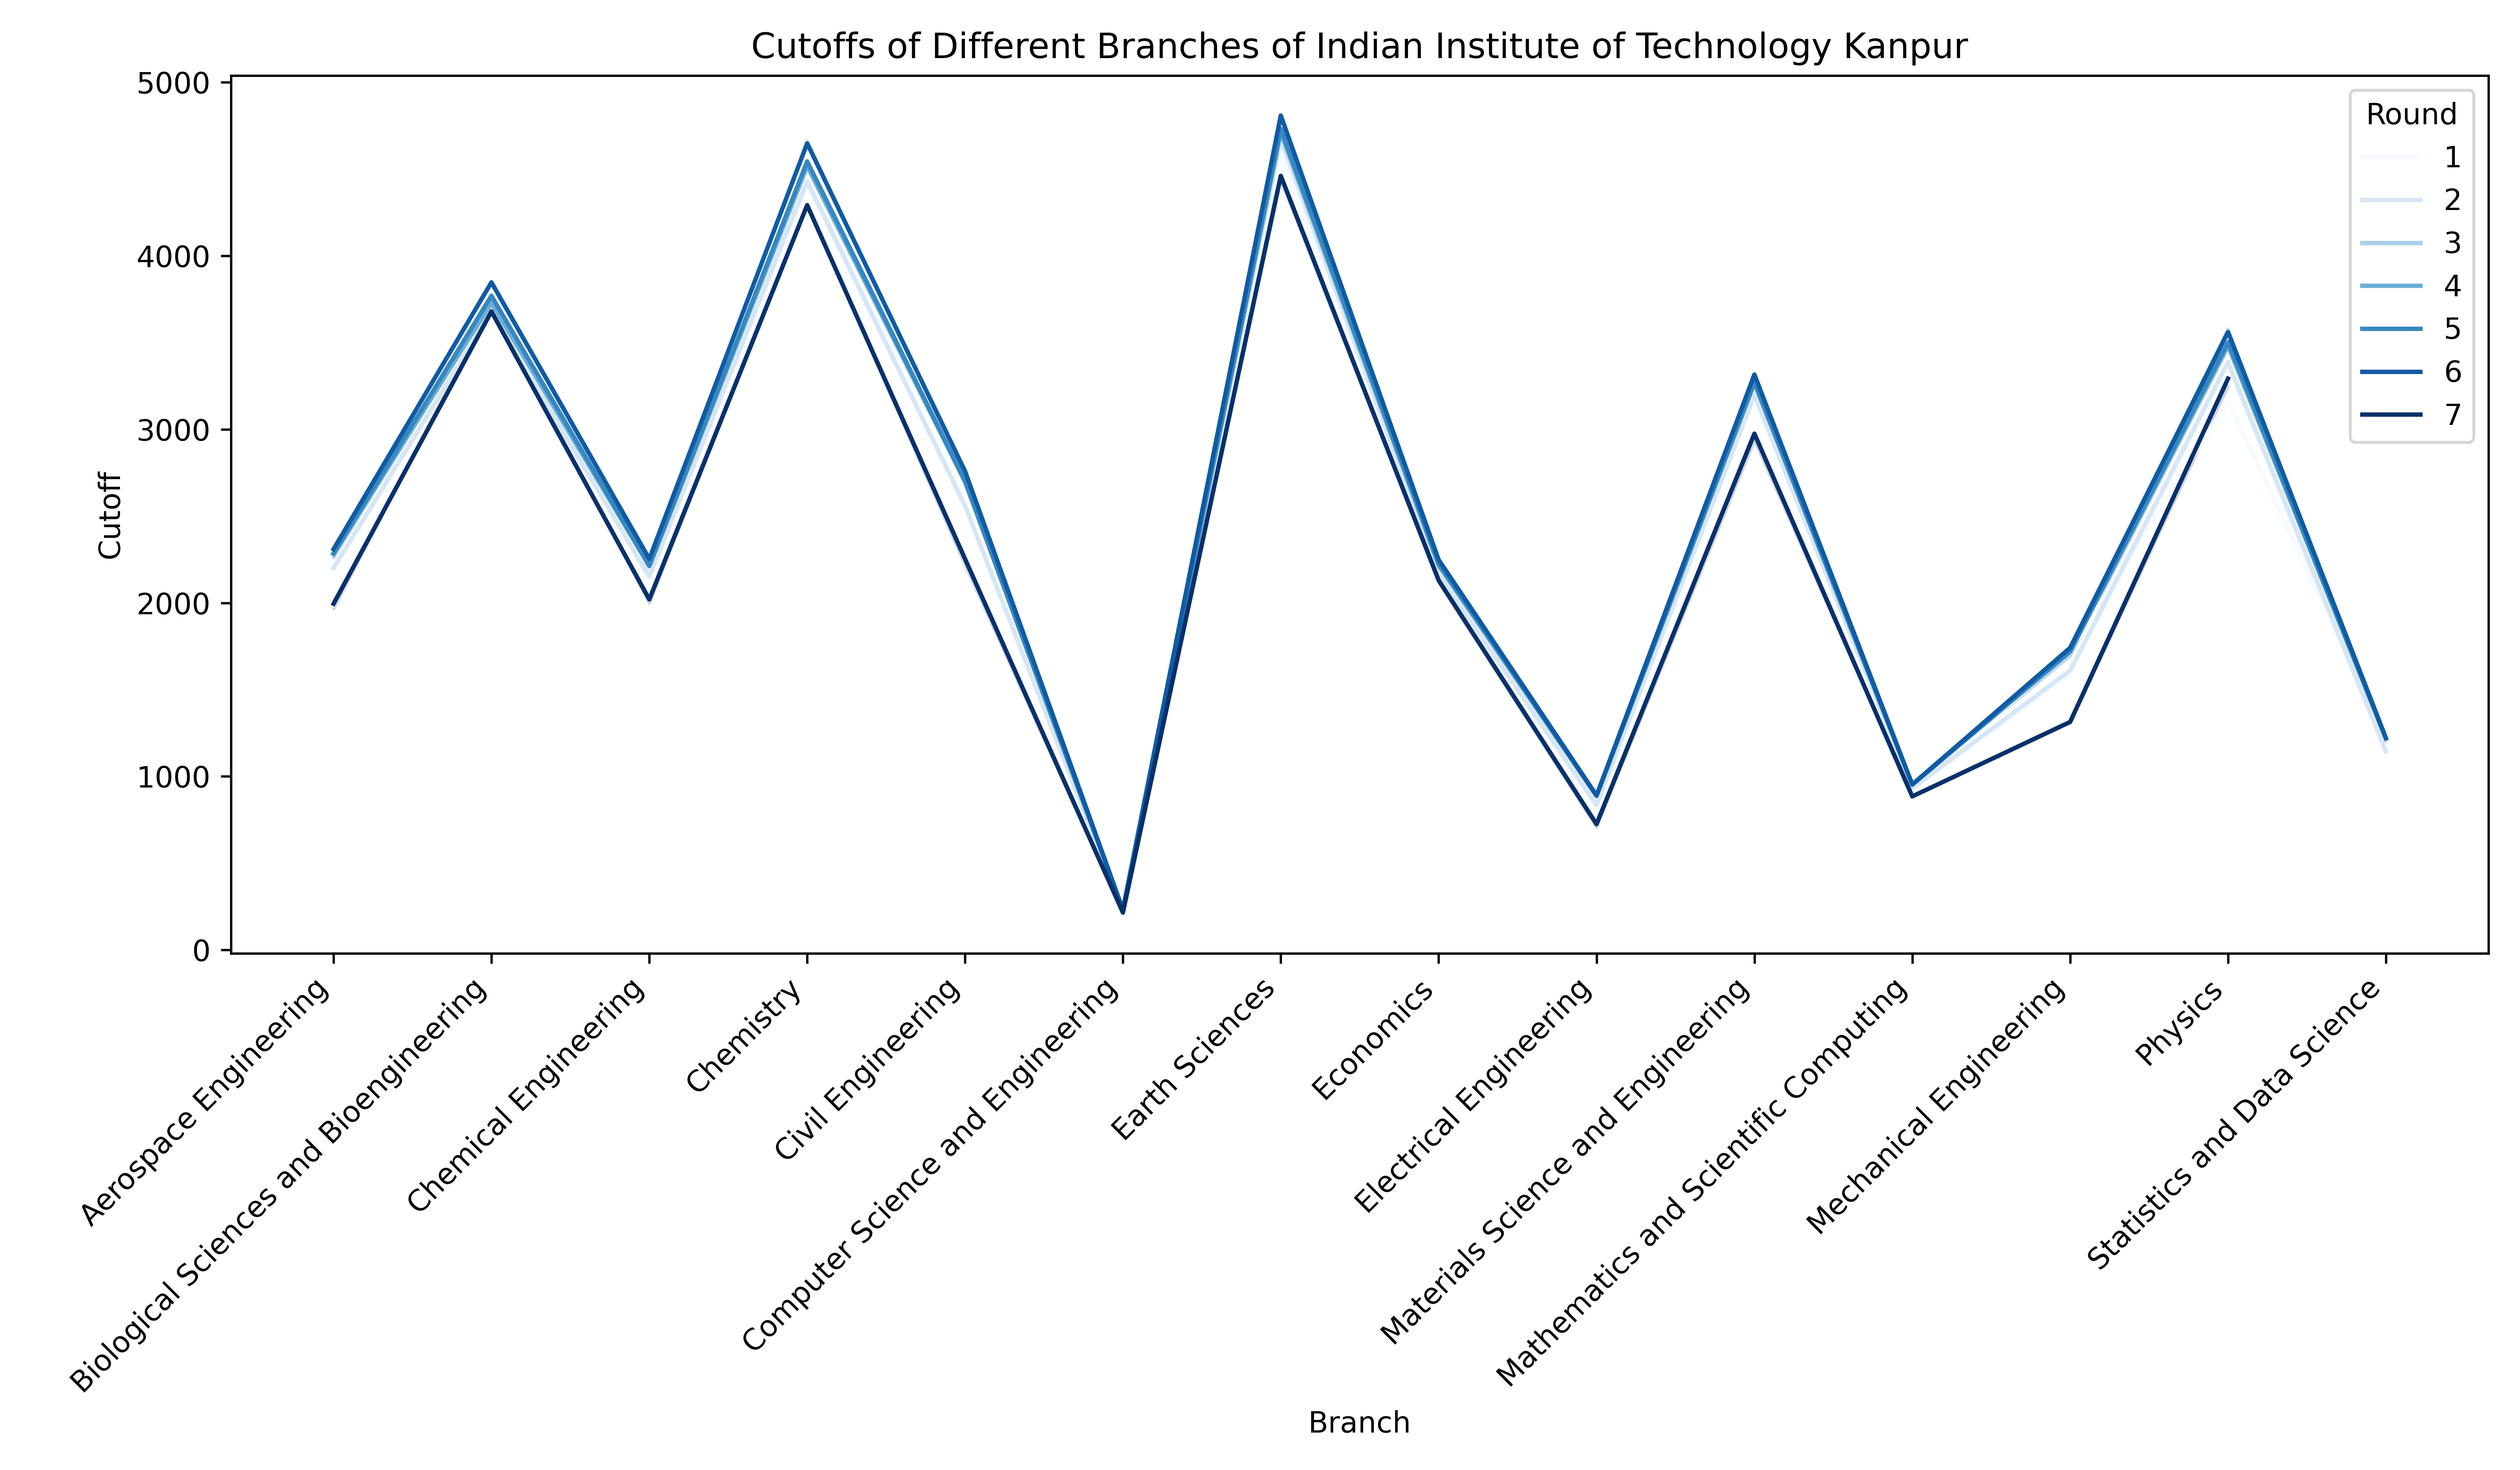 Cutoffs of Different Branches of Indian Institute of Technology Kanpur
5000
4000
3000
2000
1000
0
Cutoff
Round
1
2
3
4
5
6
7
Aerospace Engineering
Biological Sciences and Bioengineering
Chemical Engineering
Chemistry
Civil Engineering
Computer Science and Engineering
Earth Sciences
Economics
Electrical Engineering
Materials Science and Engineering
Mathematics and Scientific Computing
Mechanical Engineering
Physics
Statistics and Data Science
Branch